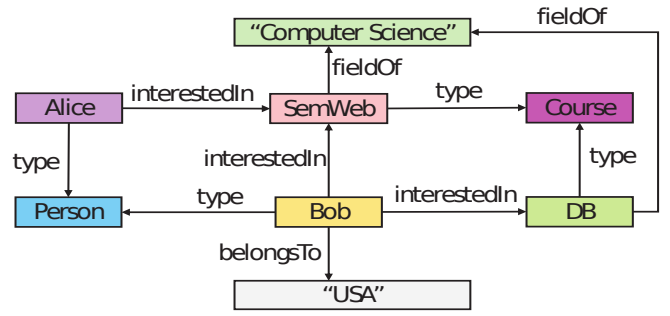 fieldOf
“Computer Science”
fieldOf
Alice
interestedIn
SemWeb
type
Course
type
interestedIn
type
Person
type
Bob
interestedIn
DB
belongsTo
“USA”